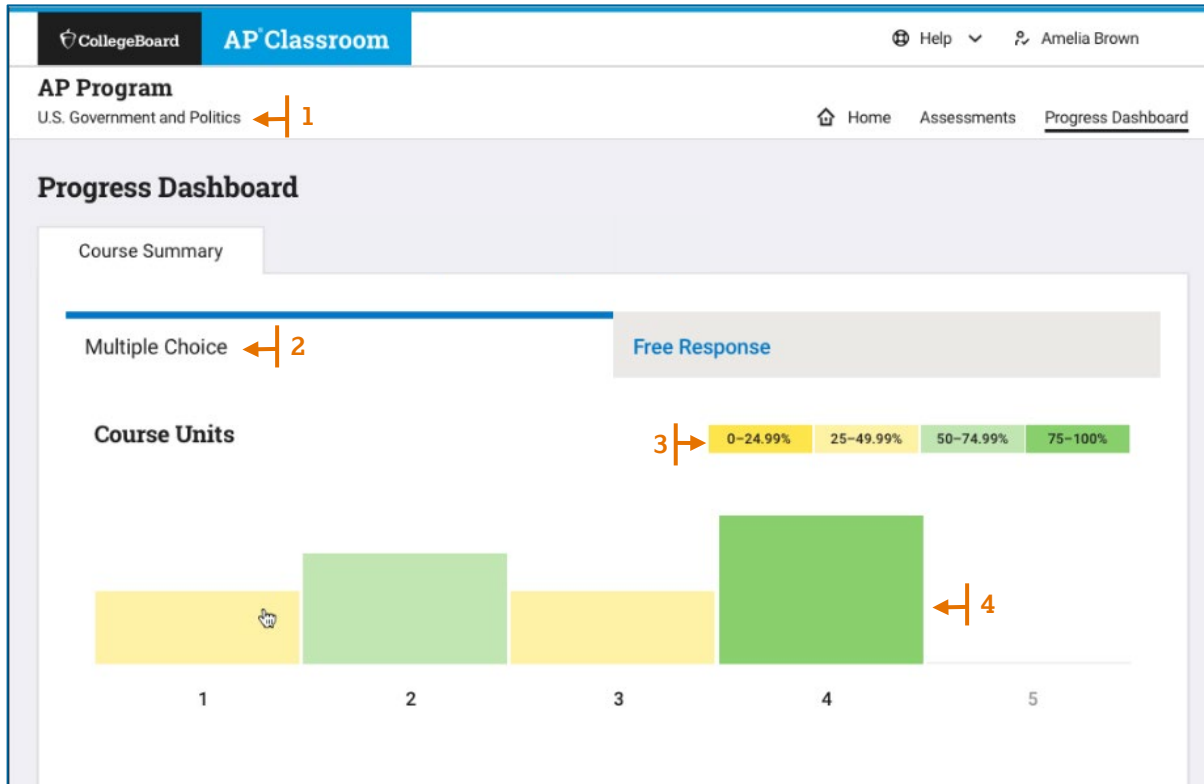 CollegeBoard AP® Classroom Help Amelia Brown
AP Program
U.S. Government and Politics 1
Home Assessments Progress Dashboard
Progress Dashboard
Course Summary
Multiple Choice 2 Free Response
Course Units 3 0–24.99% 25–49.99% 50–74.99% 75–100%
4
1 2 3 4 5